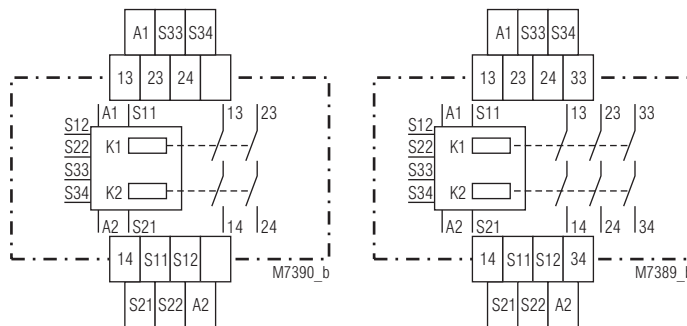 A1 S33 S34
13 23 24
A1 S11 13 23
S12
S22
S33
S34
K1
K2
A2 S21 14 24
14 S11 S12
M7390_b
S21 S22 A2
A1 S33 S34
13 23 24 33
A1 S11 13 23 33
S12
S22
S33
S34
K1
K2
A2 S21 14 24 34
14 S11 S12 34
M7389_
S21 S22 A2